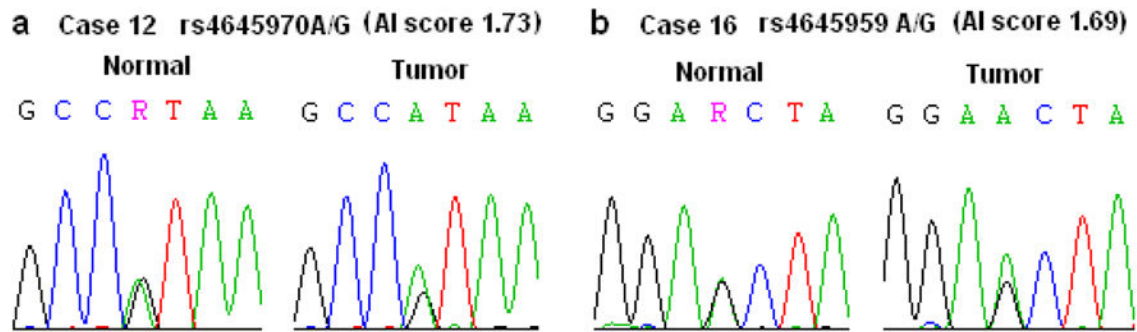 a Case 12 rs4645970A/G (AI score 1.73)
Normal Tumor
G C C R T A A G C C A T A A
b Case 16 rs4645959 A/G (AI score 1.69)
Normal Tumor
G G A R C T A G G A A C T A